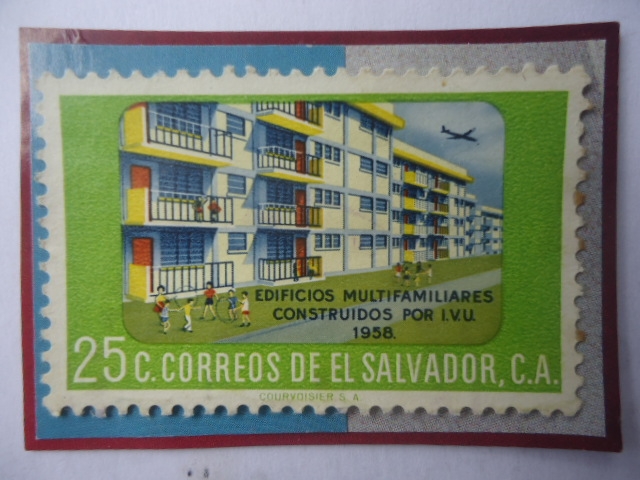 EDIFICIOS MULTIFAMILIARES
CONSTRUIDOS POR I.V.U.
1958.
25 C. CORREOS DE EL SALVADOR, C.A.
COURVOISIER S.A.